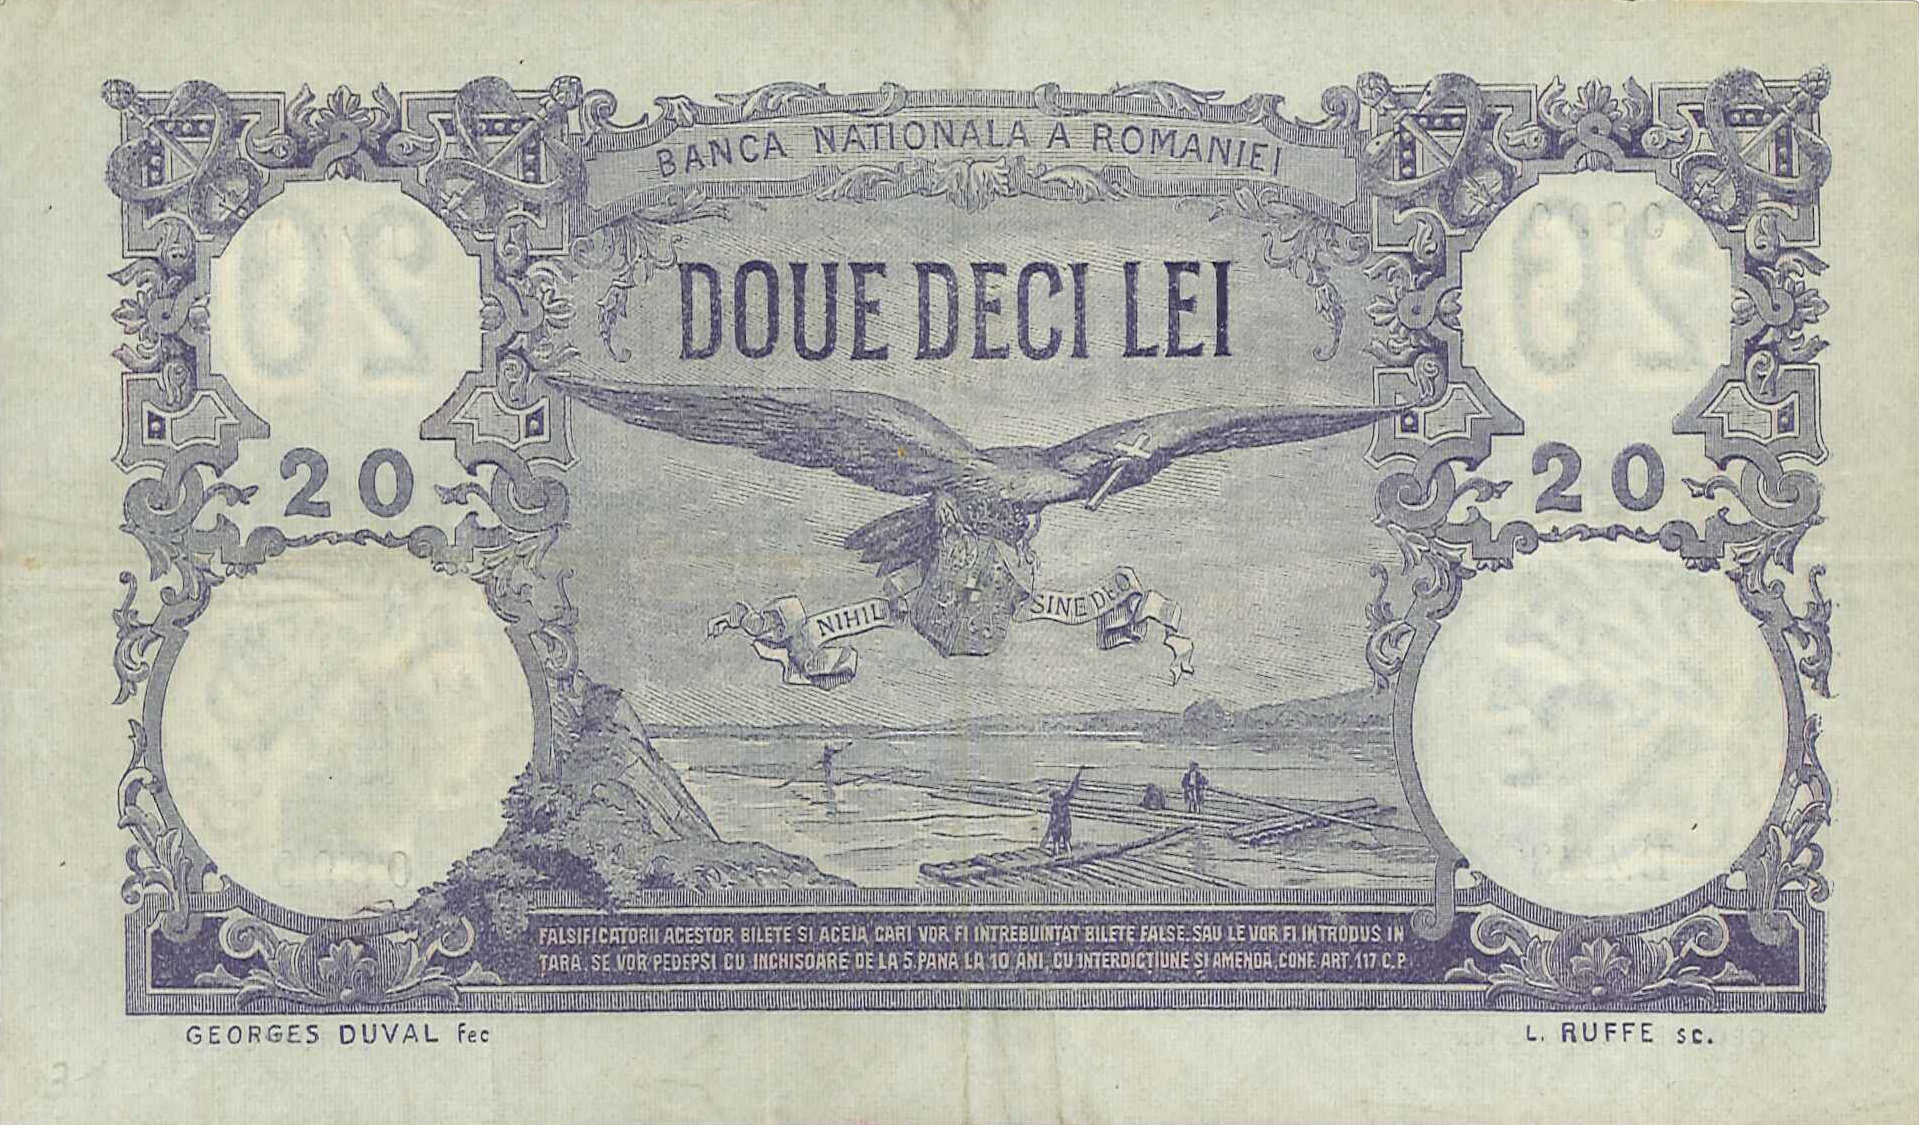 BANCA NATIONALA A ROMANIEI
DOUE DECI LEI
20
20
NIHIL SINE DEO
FALSIFICATORII ACESTOR BILETE SI ACEIA CARI VOR FI INTREBUINTAT BILETE FALSE SAU LE VOR FI INTRODUS IN
TARA, SE VOR PEDEPSI CU INCHISOARE DE LA 5 PANA LA 10 ANI, CU INTERDICTIUNE SI AMENDA, CONF. ART. 117 C.P.
GEORGES DUVAL fec
L. RUFFE sc.